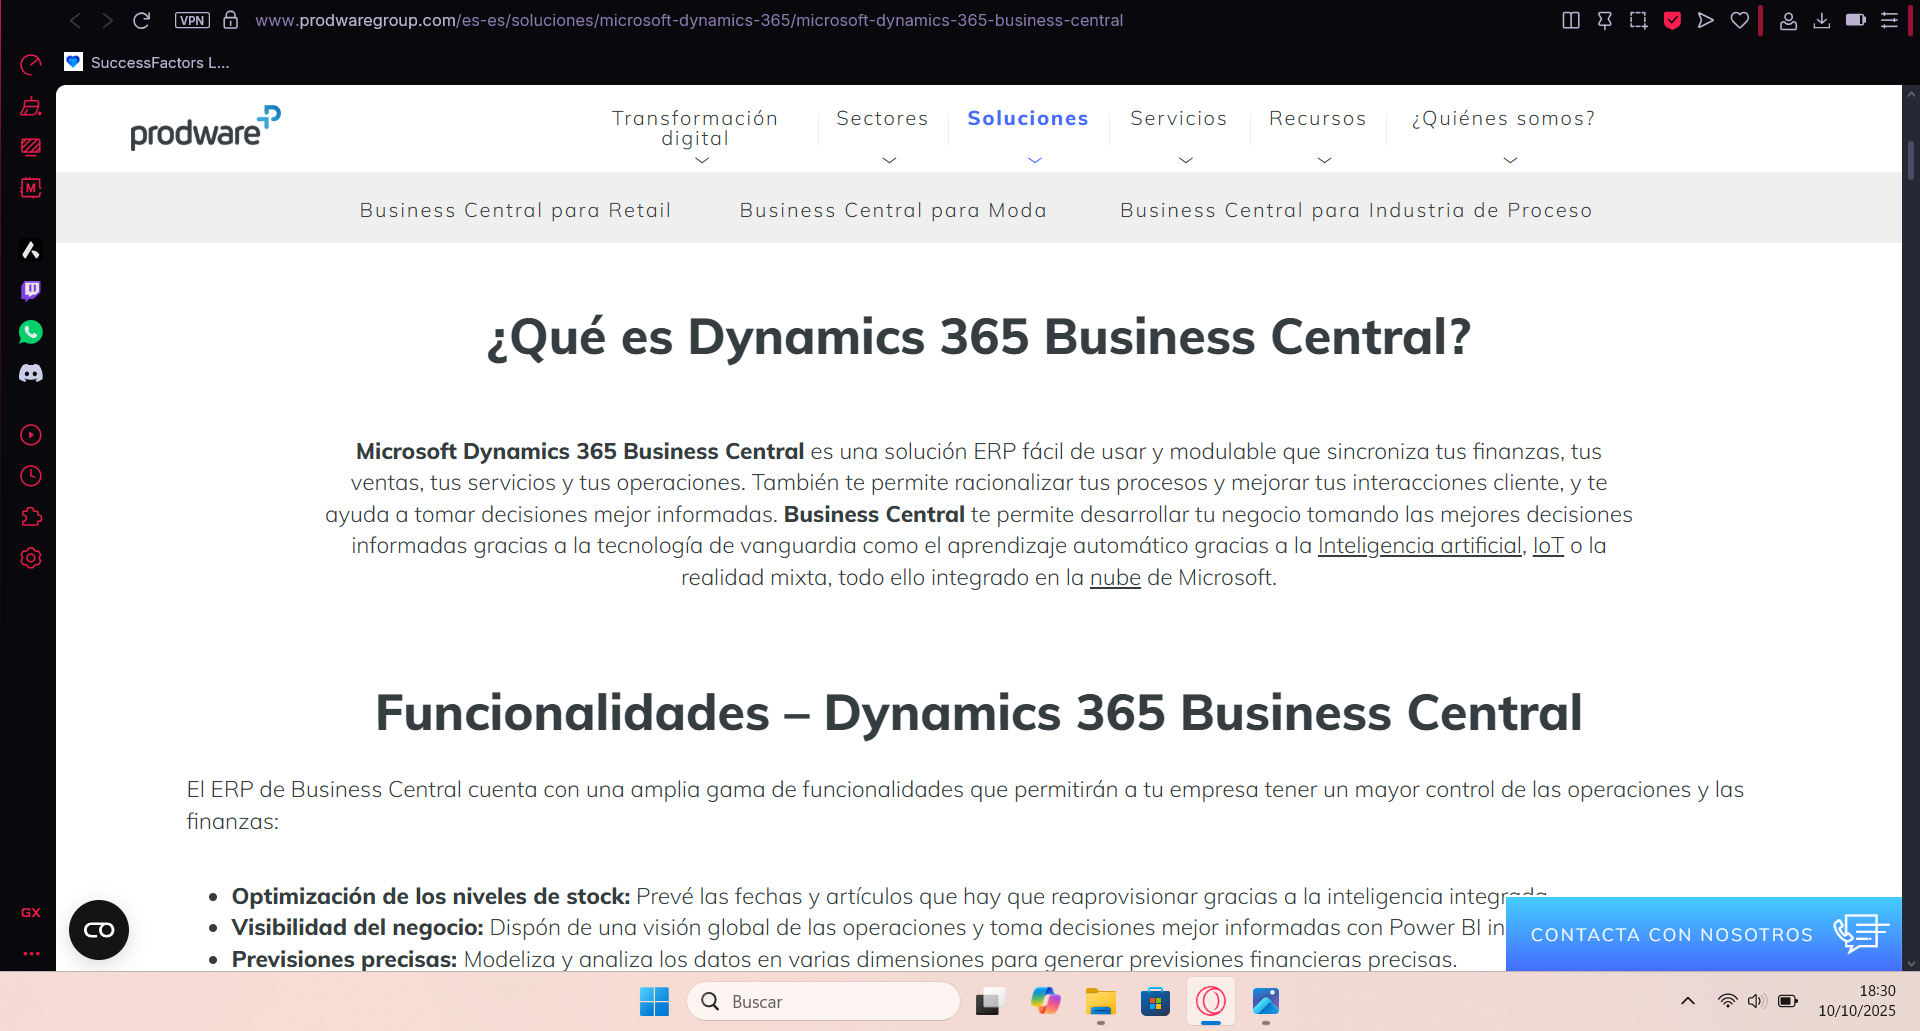 VPN
www.prodwaregroup.com/es-es/soluciones/microsoft-dynamics-365/microsoft-dynamics-365-business-central
SuccessFactors L...
M
prodware
Transformación
digital
Sectores
Soluciones
Servicios
Recursos
¿Quiénes somos?
Business Central para Retail
Business Central para Moda
Business Central para Industria de Proceso
¿Qué es Dynamics 365 Business Central?
Microsoft Dynamics 365 Business Central es una solución ERP fácil de usar y modulable que sincroniza tus finanzas, tus
ventas, tus servicios y tus operaciones. También te permite racionalizar tus procesos y mejorar tus interacciones cliente, y te
ayuda a tomar decisiones mejor informadas. Business Central te permite desarrollar tu negocio tomando las mejores decisiones
informadas gracias a la tecnología de vanguardia como el aprendizaje automático gracias a la Inteligencia artificial, IoT o la
realidad mixta, todo ello integrado en la nube de Microsoft.
Funcionalidades – Dynamics 365 Business Central
El ERP de Business Central cuenta con una amplia gama de funcionalidades que permitirán a tu empresa tener un mayor control de las operaciones y las
finanzas:
• Optimización de los niveles de stock: Prevé las fechas y artículos que hay que reaprovisionar gracias a la inteligencia integrada.
• Visibilidad del negocio: Dispón de una visión global de las operaciones y toma decisiones mejor informadas con Power BI in
• Previsiones precisas: Modeliza y analiza los datos en varias dimensiones para generar previsiones financieras precisas.
CONTACTA CON NOSOTROS
GX
Buscar
18:30
10/10/2025